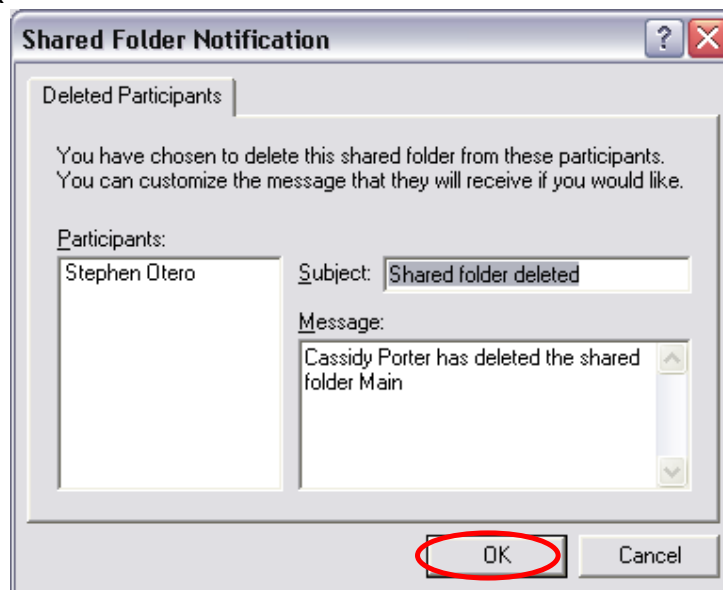 Shared Folder Notification
?
Deleted Participants
You have chosen to delete this shared folder from these participants.
You can customize the message that they will receive if you would like.
Participants:
Stephen Otero
Subject: Shared folder deleted
Message:
Cassidy Porter has deleted the shared
folder Main
OK Cancel